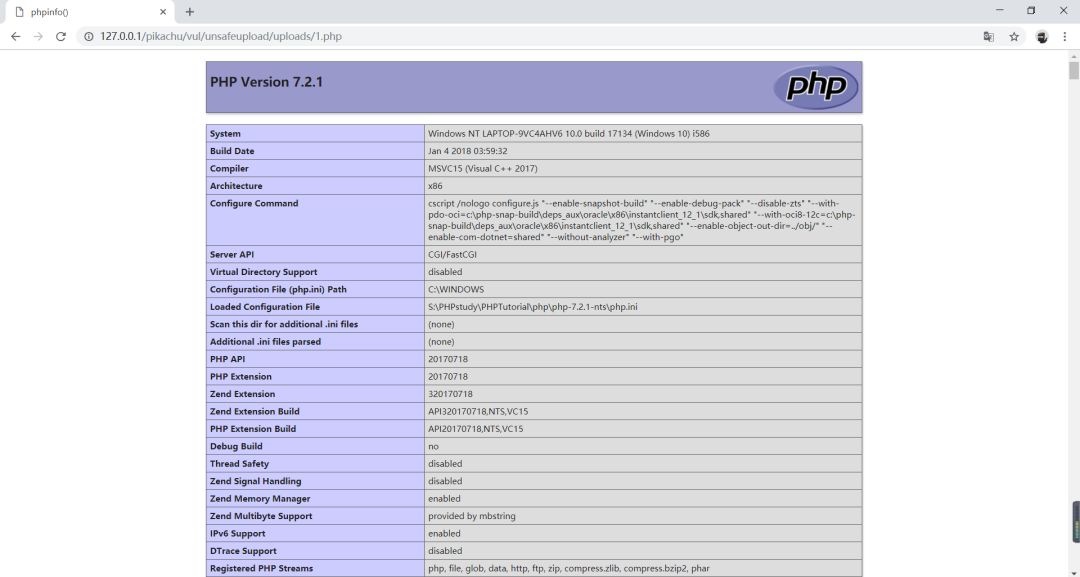 phpinfo()
127.0.0.1/pikachu/vul/unsafeupload/uploads/1.php
PHP Version 7.2.1
php
System Windows NT LAPTOP-9VC4AHV6 10.0 build 17134 (Windows 10) i586
Build Date Jan 4 2018 03:59:32
Compiler MSVC15 (Visual C++ 2017)
Architecture x86
Configure Command cscript /nologo configure.js "--enable-snapshot-build" "--enable-debug-pack" "--disable-zts" "--with-
pdo-oci=c:\php-snap-build\deps_aux\oracle\x86\instantclient_12_1\sdk,shared" "--with-oci8-12c=c:\php-
snap-build\deps_aux\oracle\x86\instantclient_12_1\sdk,shared" "--enable-object-out-dir=../obj/" "--
enable-com-dotnet=shared" "--without-analyzer" "--with-pgo"
Server API CGI/FastCGI
Virtual Directory Support disabled
Configuration File (php.ini) Path C:\WINDOWS
Loaded Configuration File S:\PHPstudy\PHPTutorial\php\php-7.2.1-nts\php.ini
Scan this dir for additional .ini files (none)
Additional .ini files parsed (none)
PHP API 20170718
PHP Extension 20170718
Zend Extension 320170718
Zend Extension Build API320170718,NTS,VC15
PHP Extension Build API20170718,NTS,VC15
Debug Build no
Thread Safety disabled
Zend Signal Handling disabled
Zend Memory Manager enabled
Zend Multibyte Support provided by mbstring
IPv6 Support enabled
DTrace Support disabled
Registered PHP Streams php, file, glob, data, http, ftp, zip, compress.zlib, compress.bzip2, phar